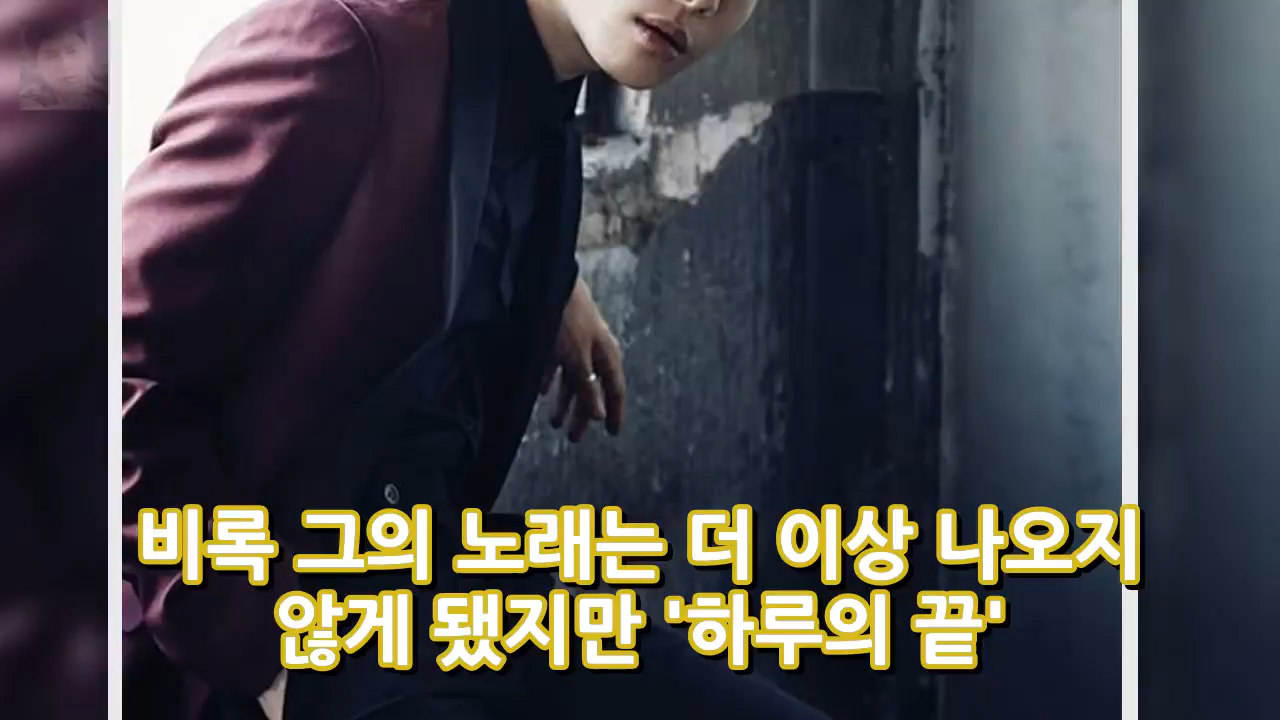 비록 그의 노래는 더 이상 나오지
않게 됐지만 '하루의 끝'